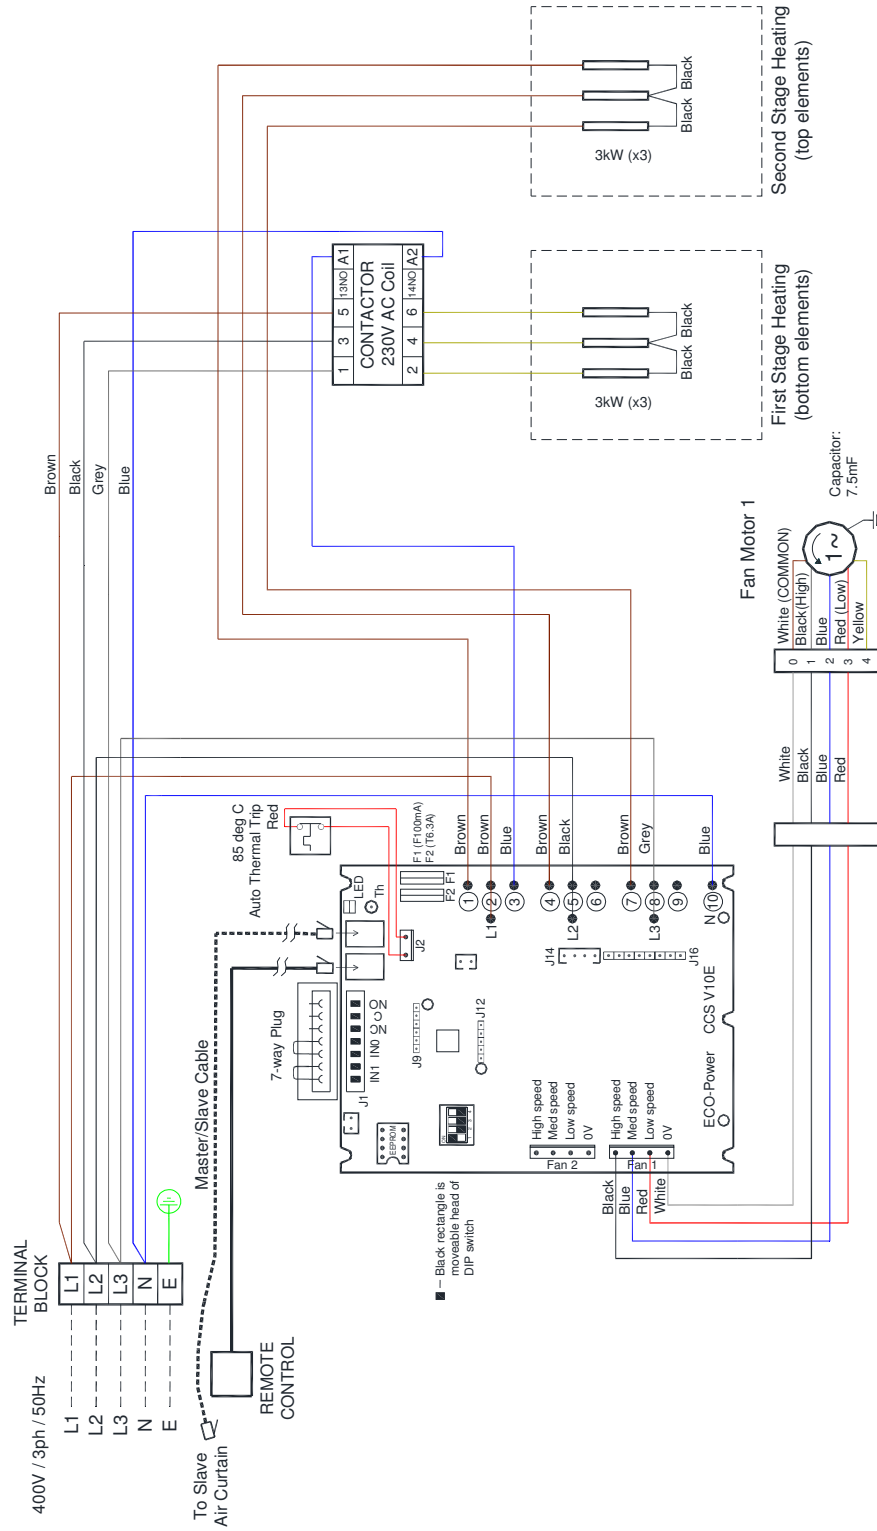 400V / 3ph / 50Hz
TERMINAL
BLOCK
L1
L2
L3
N
E
L1
L2
L3
N
E
To Slave
Air Curtain
REMOTE
CONTROL
Master/Slave Cable
Brown
Black
Grey
Blue
7-way Plug
85 deg C
Auto Thermal Trip
Red
LED
Th
F1 (F100mA)
F2 (T6.3A)
F2
F1
J1
IN1
IN0
ON
C
ON
J2
EEPROM
ON
1 2 3 4
J9
J12
J14
J16
High speed
Med speed
Low speed
0V
Fan 2
High speed
Med speed
Low speed
0V
Fan 1
ECO-Power
CCS V10E
– Black rectangle is
moveable head of
DIP switch
L1
L2
L3
N
1
2
3
4
5
6
7
8
9
10
Brown
Brown
Blue
Brown
Black
Brown
Grey
Blue
Black
Blue
Red
White
White
Black
Blue
Red
0
1
2
3
4
White (COMMON)
Black(High)
Blue
Red (Low)
Yellow
Fan Motor 1
1~
Capacitor:
7.5mF
1
3
5
13NO
A1
CONTACTOR
230V AC Coil
2
4
6
14NO
A2
3kW (x3)
Black
Black
First Stage Heating
(bottom elements)
3kW (x3)
Black
Black
Second Stage Heating
(top elements)